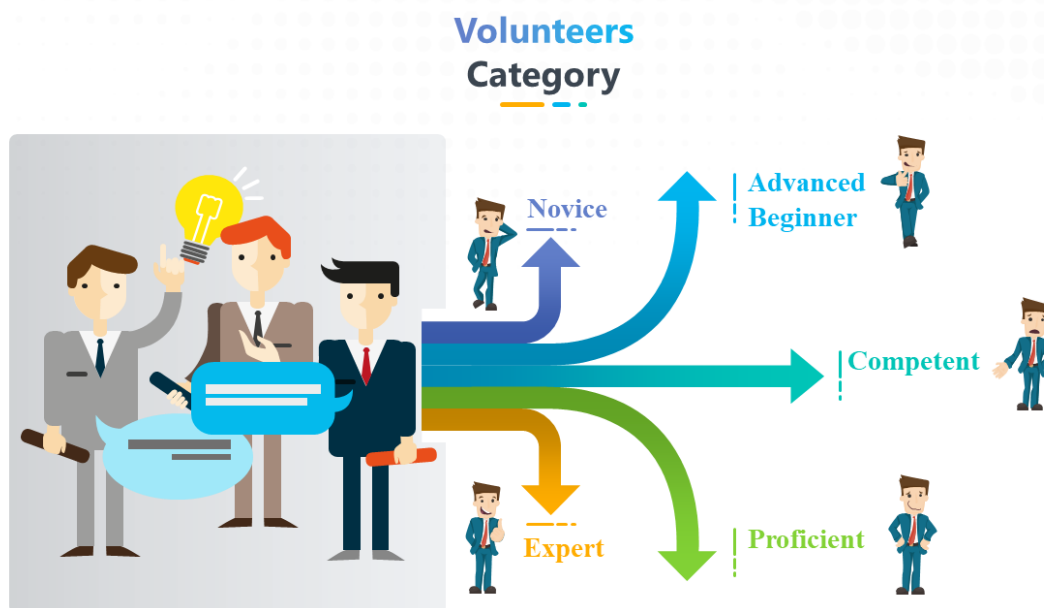 Volunteers
Category
Novice
Advanced
Beginner
Competent
Proficient
Expert